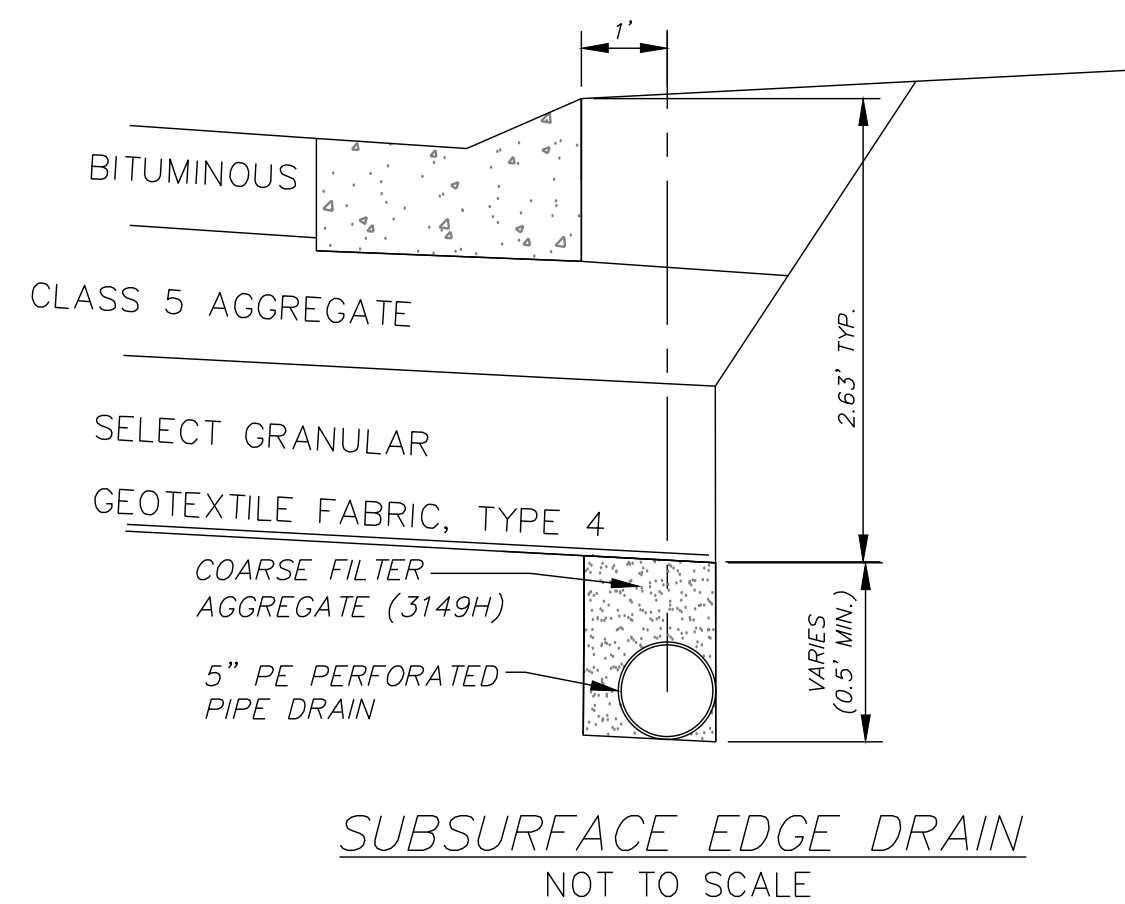 1'
BITUMINOUS
CLASS 5 AGGREGATE
2.63' TYP.
SELECT GRANULAR
GEOTEXTILE FABRIC, TYPE 4
COARSE FILTER
AGGREGATE (3149H)
VARIES
(0.5' MIN.)
5" PE PERFORATED
PIPE DRAIN
SUBSURFACE EDGE DRAIN
NOT TO SCALE